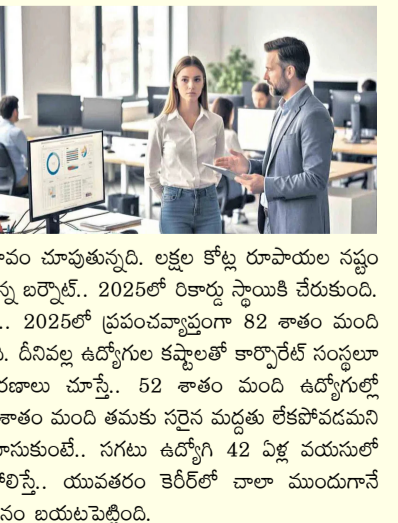 వం చూపుతున్నది. లక్షల కోట్ల రూపాయల నష్టం
న్న బర్నౌట్.. 2025లో రికార్డు స్థాయికి చేరుకుంది.
.. 2025లో ప్రపంచవ్యాప్తంగా 82 శాతం మంది
ది. దీనివల్ల ఉద్యోగుల కష్టాలతో కార్పొరేట్ సంస్థలూ
రణాలు చూస్తే.. 52 శాతం మంది ఉద్యోగుల్లో
శాతం మంది తమకు సరైన మద్దతు లేకపోవడమని
ాసుకుంటే.. సగటు ఉద్యోగి 42 ఏళ్ల వయసులో
ోలిస్తే.. యువతరం కెరీర్‌లో చాలా ముందుగానే
నం బయటపెట్టింది.